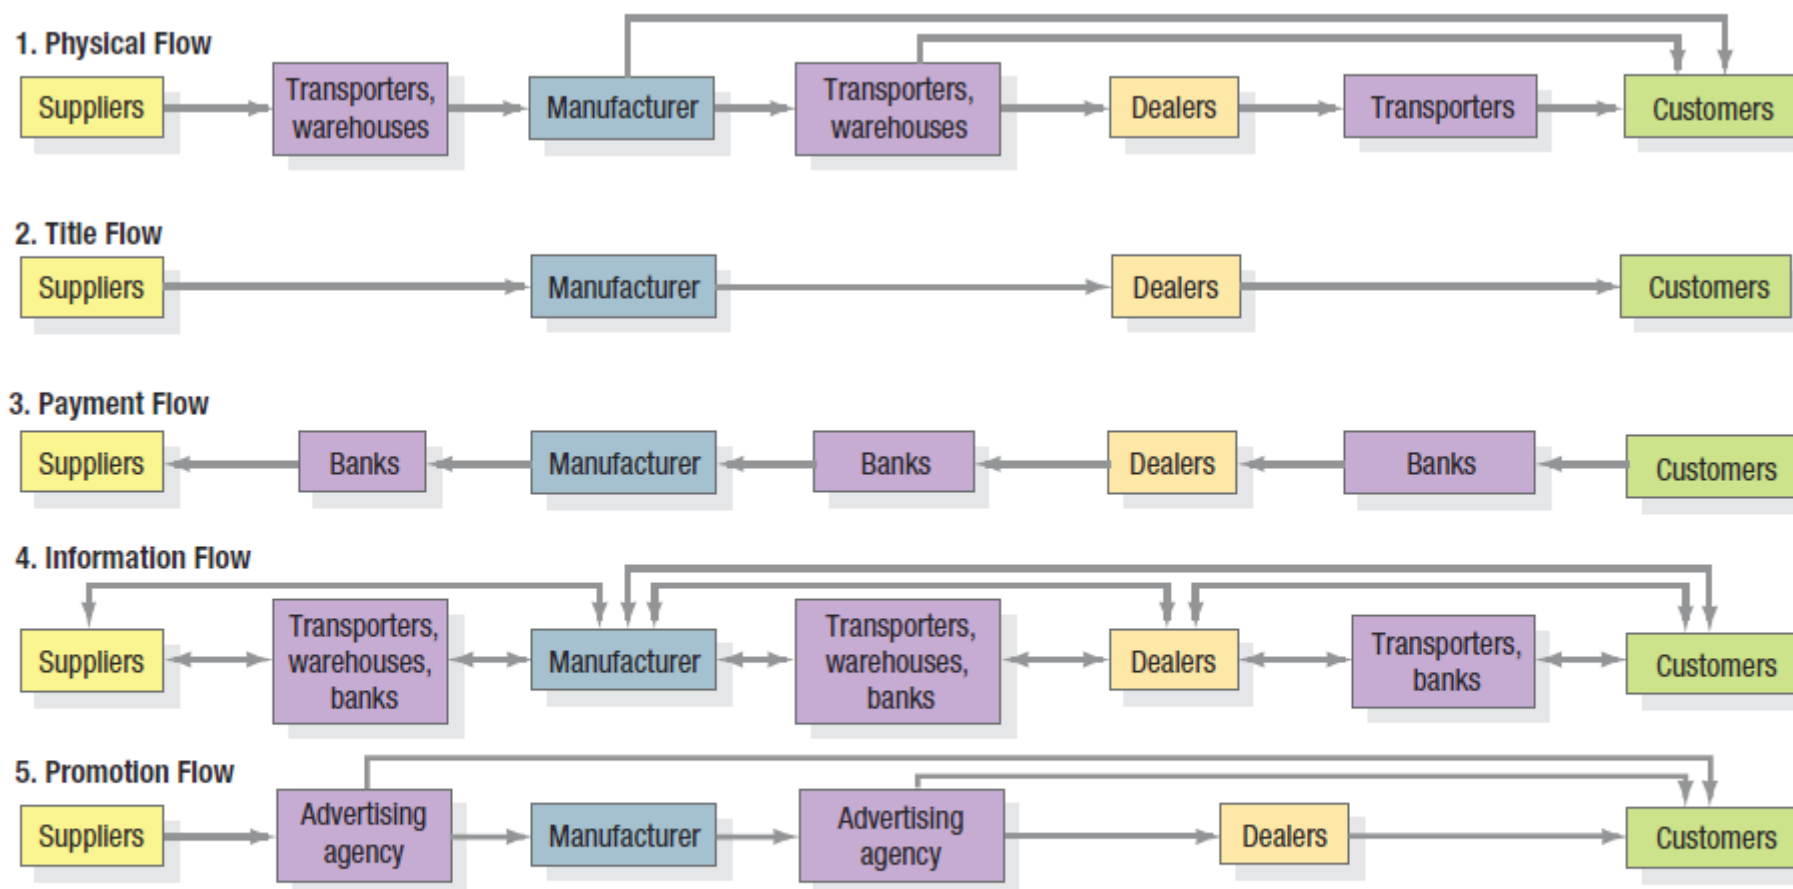 1. Physical Flow
Suppliers
Transporters,
warehouses
Manufacturer
Transporters,
warehouses
Dealers
Transporters
Customers
2. Title Flow
Suppliers
Manufacturer
Dealers
Customers
3. Payment Flow
Suppliers
Banks
Manufacturer
Banks
Dealers
Banks
Customers
4. Information Flow
Suppliers
Transporters,
warehouses,
banks
Manufacturer
Transporters,
warehouses,
banks
Dealers
Transporters,
banks
Customers
5. Promotion Flow
Suppliers
Advertising
agency
Manufacturer
Advertising
agency
Dealers
Customers